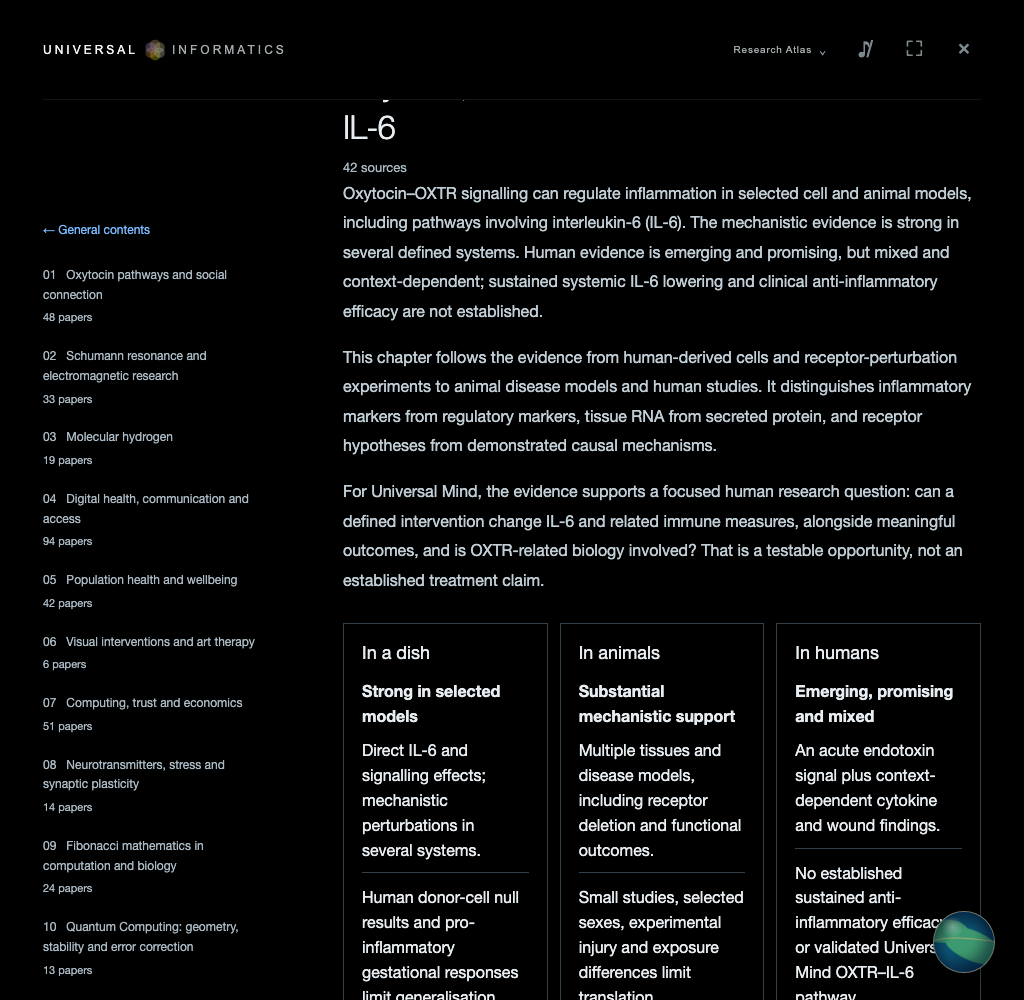 UNIVERSAL INFORMATICS
Research Atlas
IL-6
42 sources
Oxytocin–OXTR signalling can regulate inflammation in selected cell and animal models,
including pathways involving interleukin-6 (IL-6). The mechanistic evidence is strong in
several defined systems. Human evidence is emerging and promising, but mixed and
context-dependent; sustained systemic IL-6 lowering and clinical anti-inflammatory
efficacy are not established.
This chapter follows the evidence from human-derived cells and receptor-perturbation
experiments to animal disease models and human studies. It distinguishes inflammatory
markers from regulatory markers, tissue RNA from secreted protein, and receptor
hypotheses from demonstrated causal mechanisms.
For Universal Mind, the evidence supports a focused human research question: can a
defined intervention change IL-6 and related immune measures, alongside meaningful
outcomes, and is OXTR-related biology involved? That is a testable opportunity, not an
established treatment claim.
← General contents
01 Oxytocin pathways and social
connection
48 papers
02 Schumann resonance and
electromagnetic research
33 papers
03 Molecular hydrogen
19 papers
04 Digital health, communication and
access
94 papers
05 Population health and wellbeing
42 papers
06 Visual interventions and art therapy
6 papers
07 Computing, trust and economics
51 papers
08 Neurotransmitters, stress and
synaptic plasticity
14 papers
09 Fibonacci mathematics in
computation and biology
24 papers
10 Quantum Computing: geometry,
stability and error correction
13 papers
In a dish
Strong in selected
models
Direct IL-6 and
signalling effects;
mechanistic
perturbations in
several systems.
Human donor-cell null
results and pro-
inflammatory
gestational responses
limit generalisation
In animals
Substantial
mechanistic support
Multiple tissues and
disease models,
including receptor
deletion and functional
outcomes.
Small studies, selected
sexes, experimental
injury and exposure
differences limit
translation
In humans
Emerging, promising
and mixed
An acute endotoxin
signal plus context-
dependent cytokine
and wound findings.
No established
sustained anti-
inflammatory
or validated
Mind OXTR–IL-6
pathway